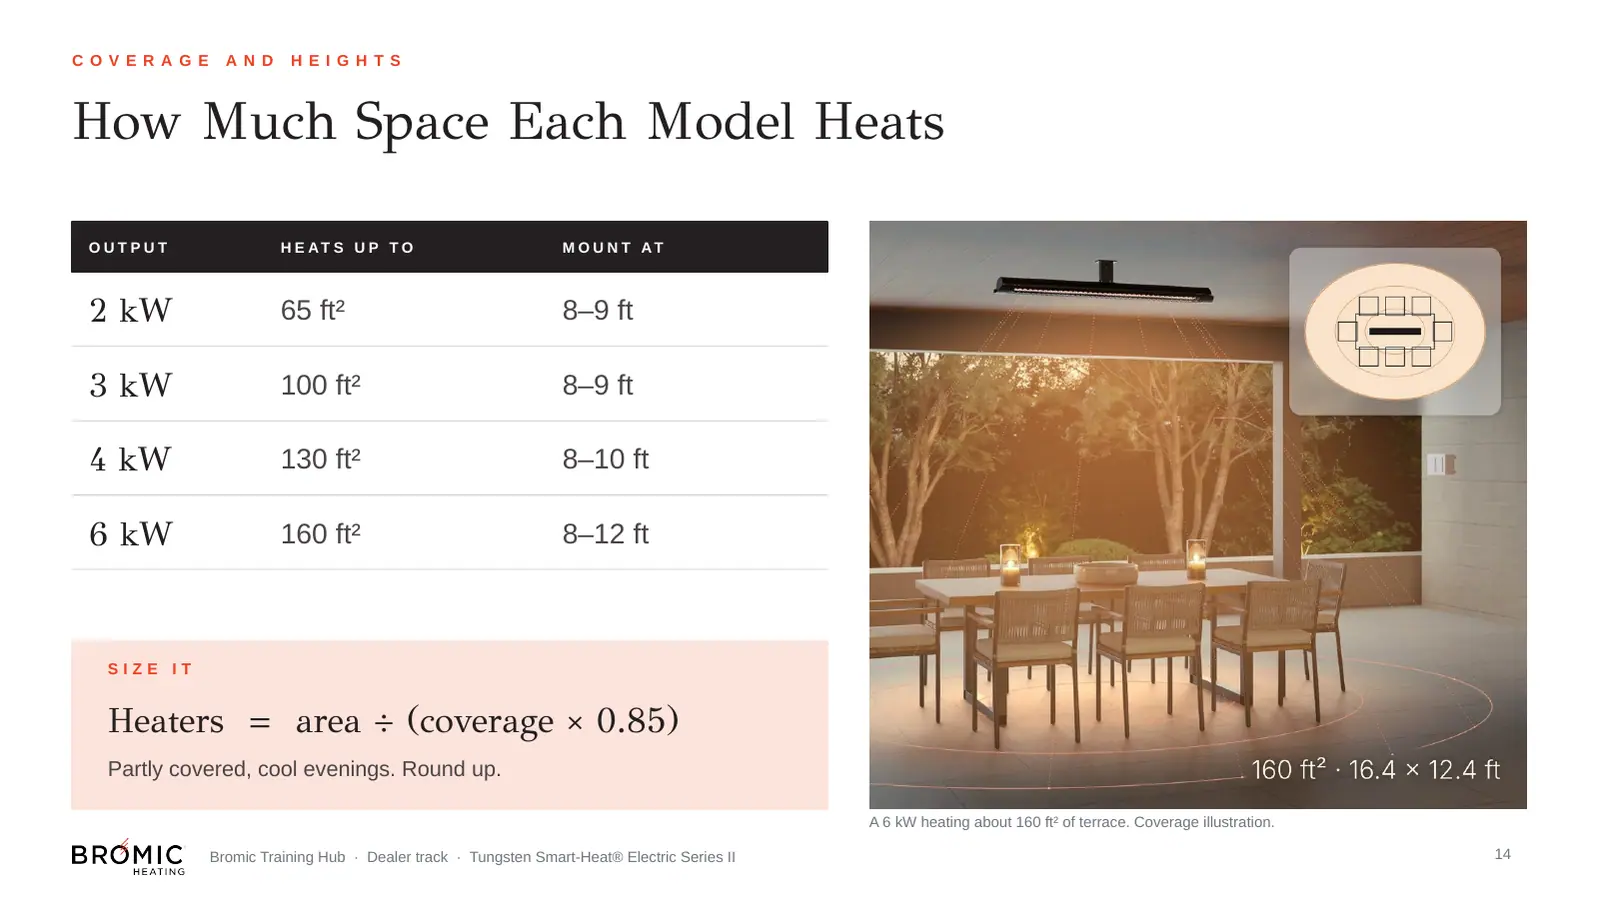 COVERAGE AND HEIGHTS
How Much Space Each Model Heats
OUTPUT HEATS UP TO MOUNT AT
2 kW 65 ft² 8–9 ft
3 kW 100 ft² 8–9 ft
4 kW 130 ft² 8–10 ft
6 kW 160 ft² 8–12 ft
SIZE IT
Heaters = area ÷ (coverage × 0.85)
Partly covered, cool evenings. Round up.
160 ft² · 16.4 × 12.4 ft
A 6 kW heating about 160 ft² of terrace. Coverage illustration.
BROMIC
HEATING
Bromic Training Hub · Dealer track · Tungsten Smart-Heat® Electric Series II
14